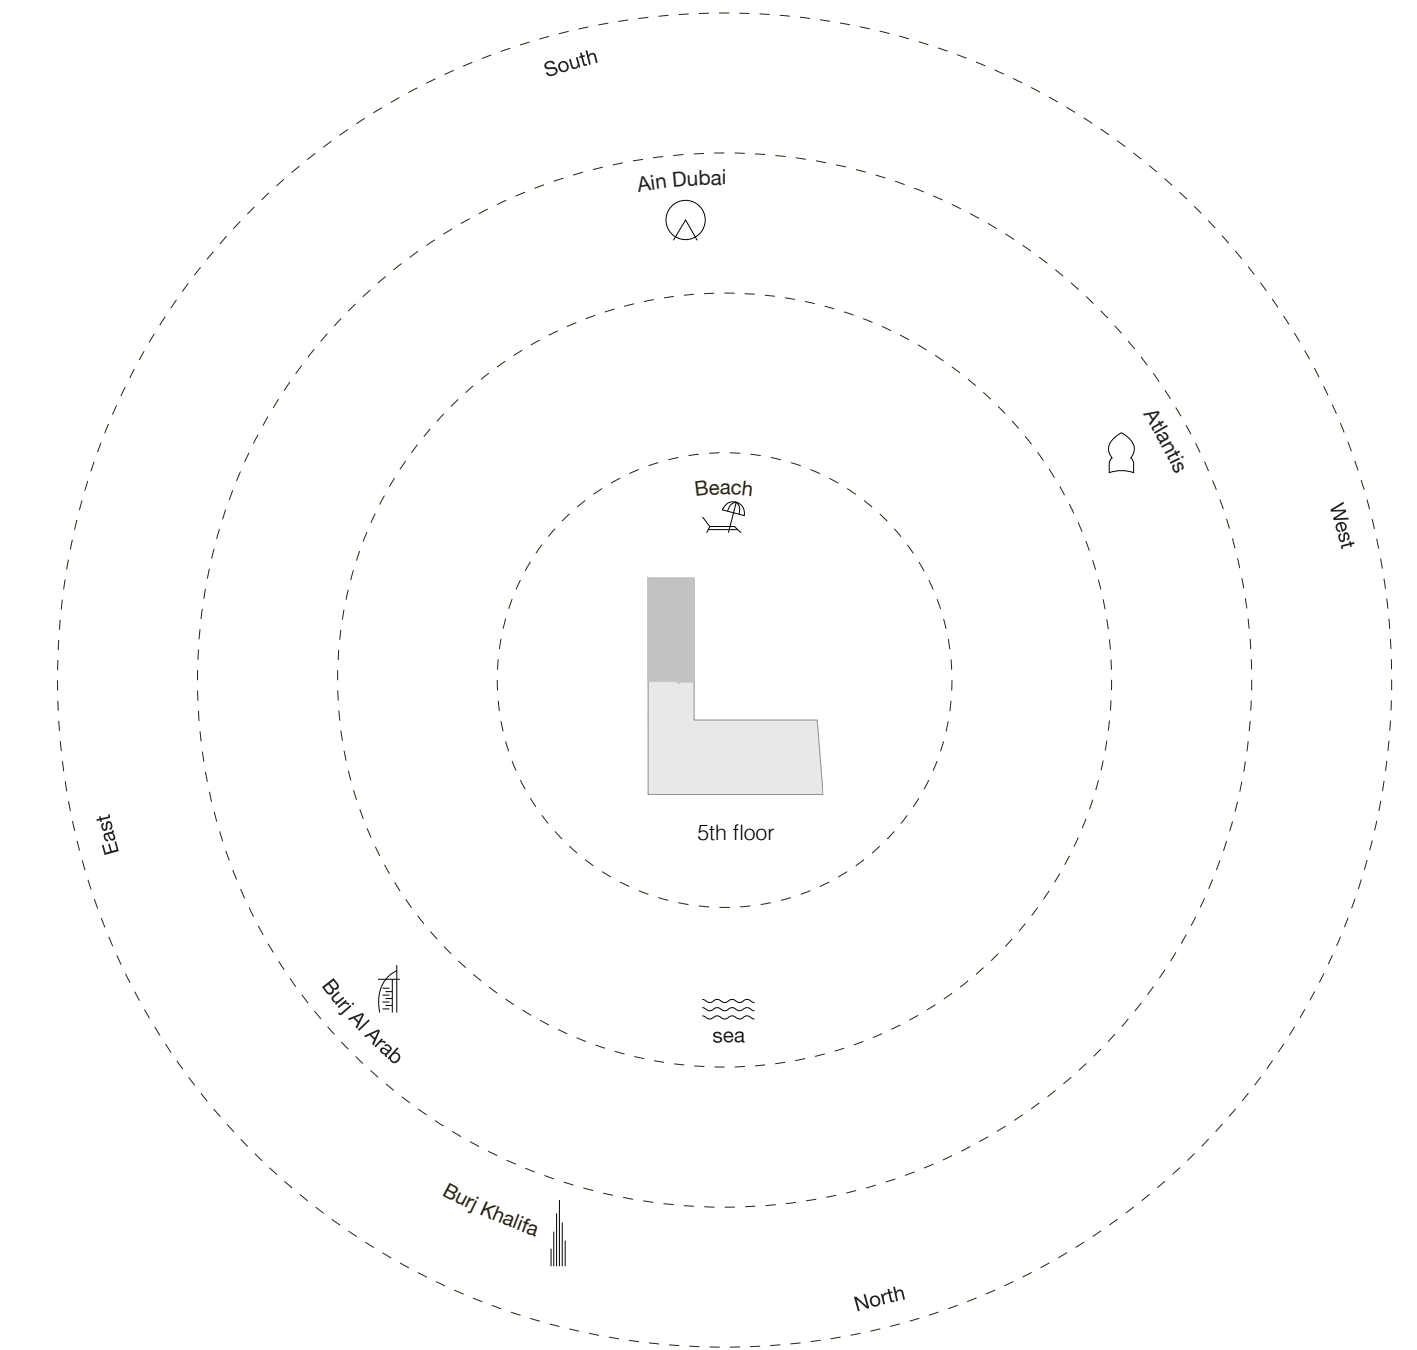 South
Ain Dubai
Atlantis
Beach
West
East
5th floor
Burj Al Arab
sea
Burj Khalifa
North